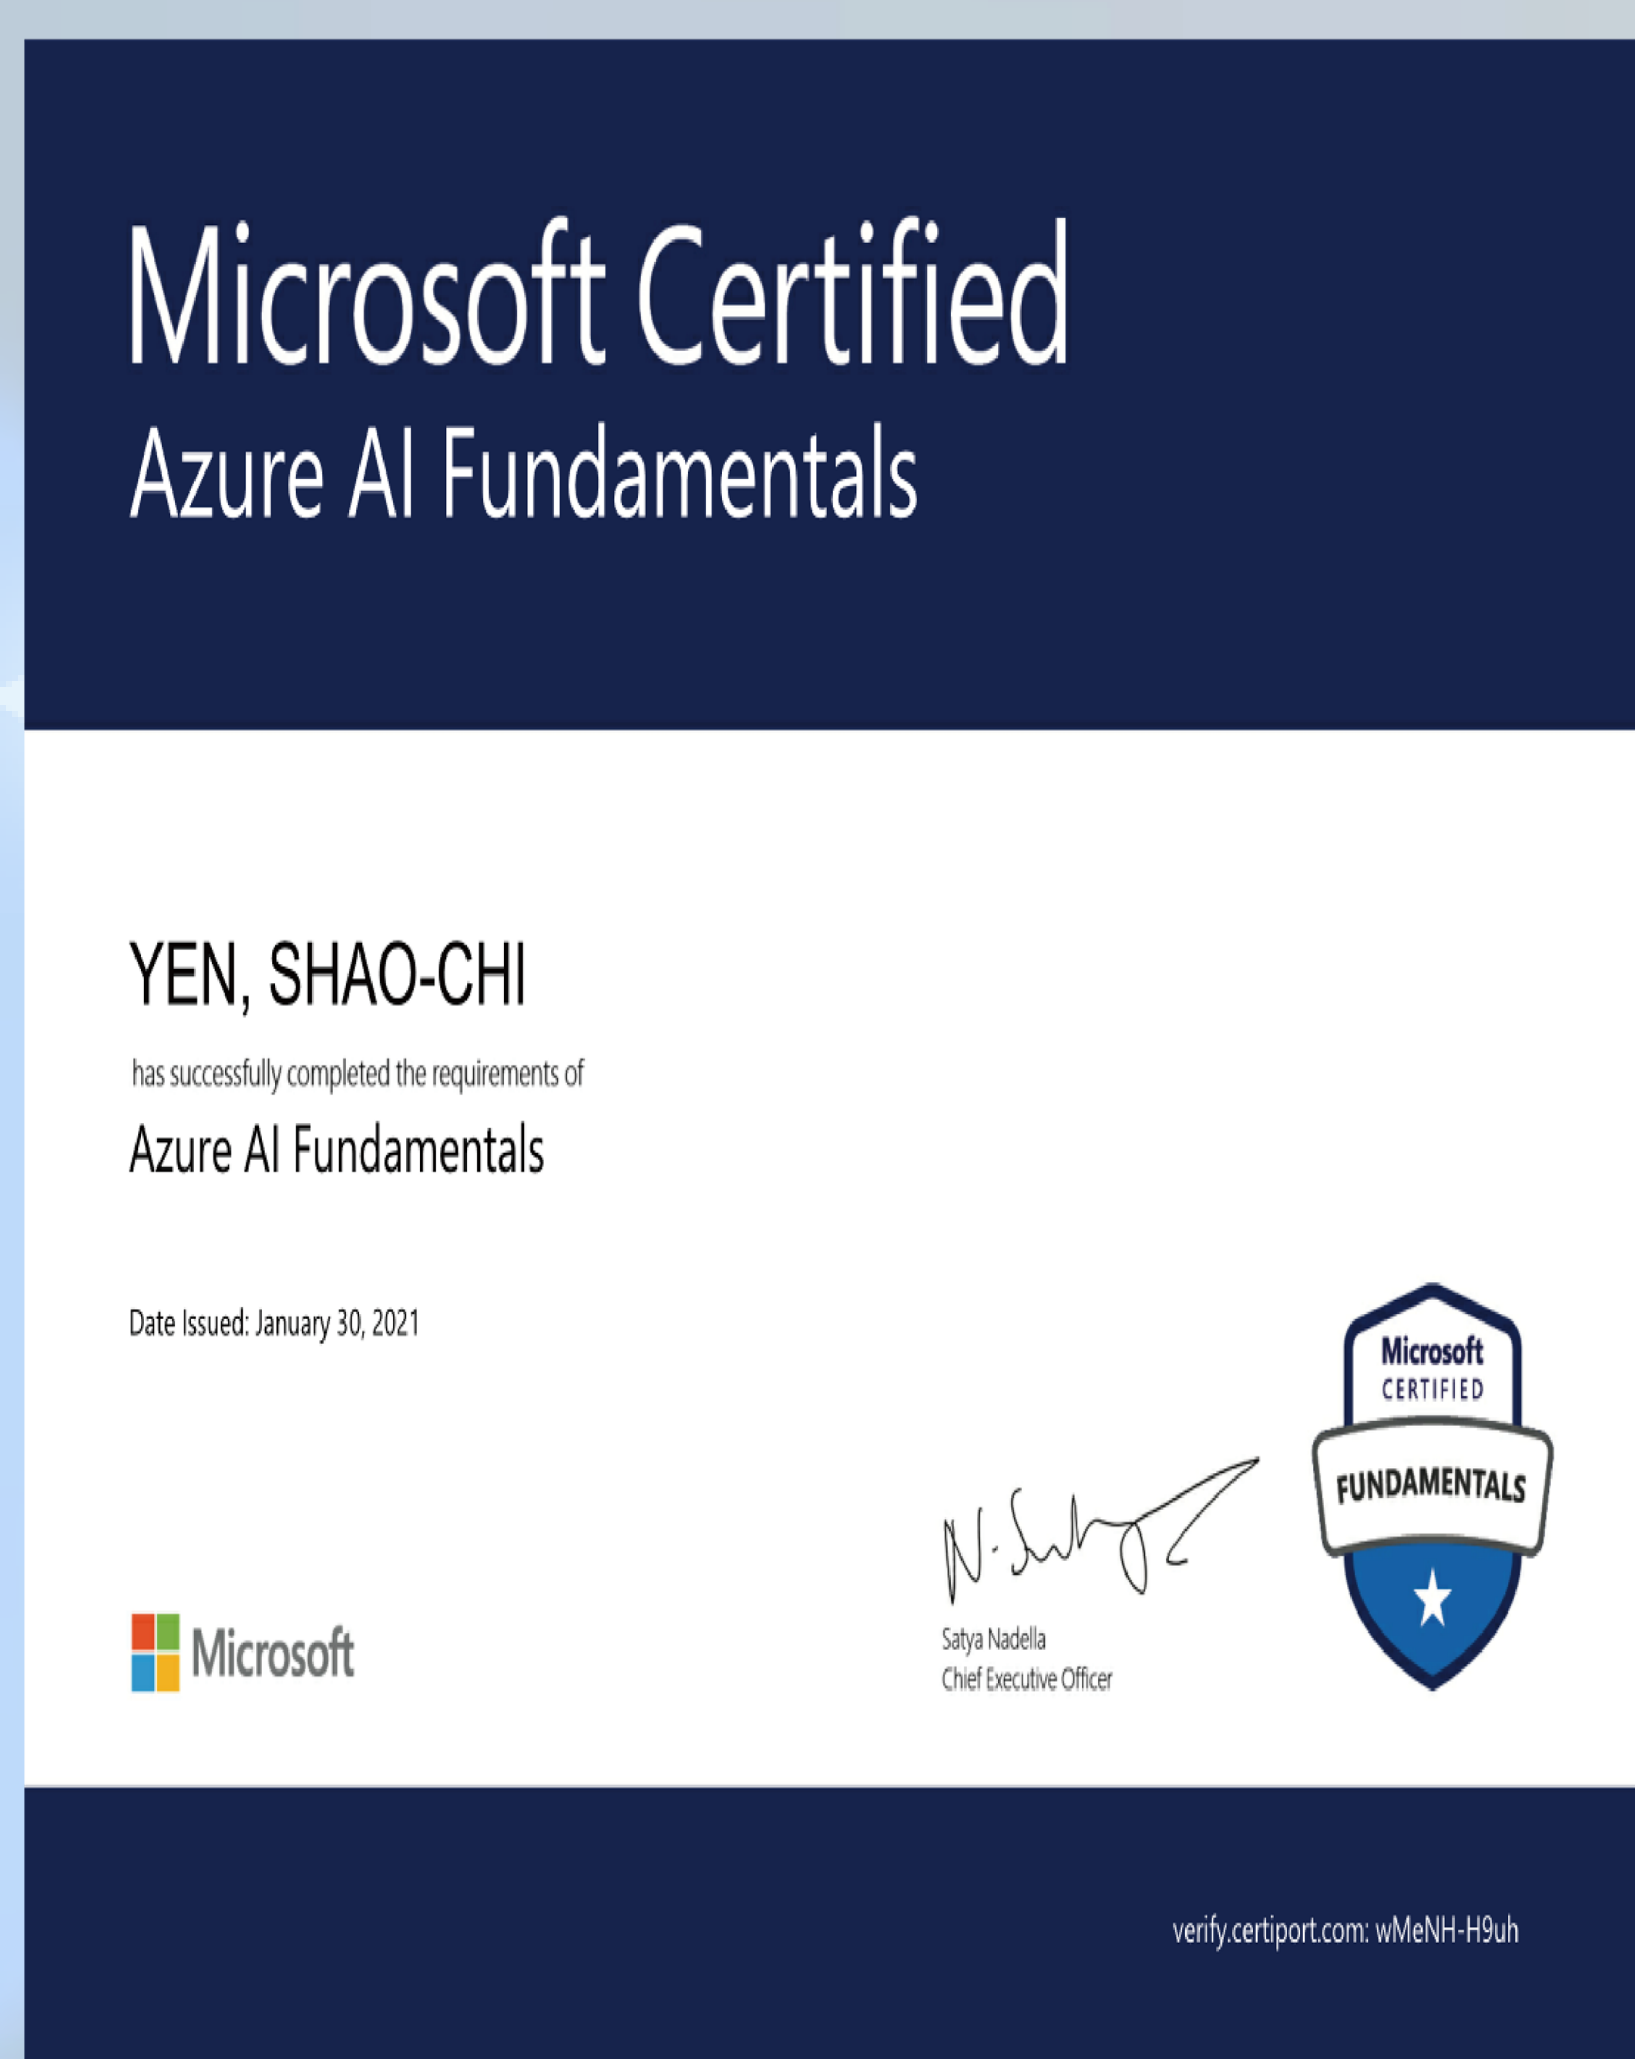 Microsoft Certified
Azure AI Fundamentals
YEN, SHAO-CHI
has successfully completed the requirements of
Azure AI Fundamentals
Date Issued: January 30, 2021
Microsoft
CERTIFIED
FUNDAMENTALS
N. Satya
Satya Nadella
Chief Executive Officer
Microsoft
verify.certiport.com: wMeNH-H9uh